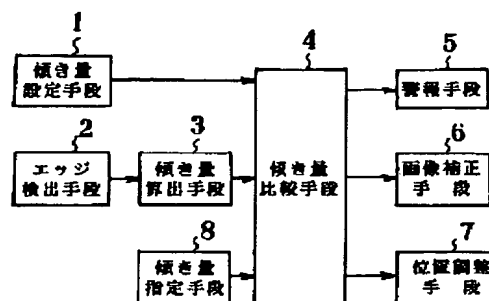 1
傾き量
設定手段
2
エッジ
検出手段
3
傾き量
算出手段
4
傾き量
比較手段
5
警報手段
6
画像補正
手段
7
位置調整
手段
8
傾き量
指定手段